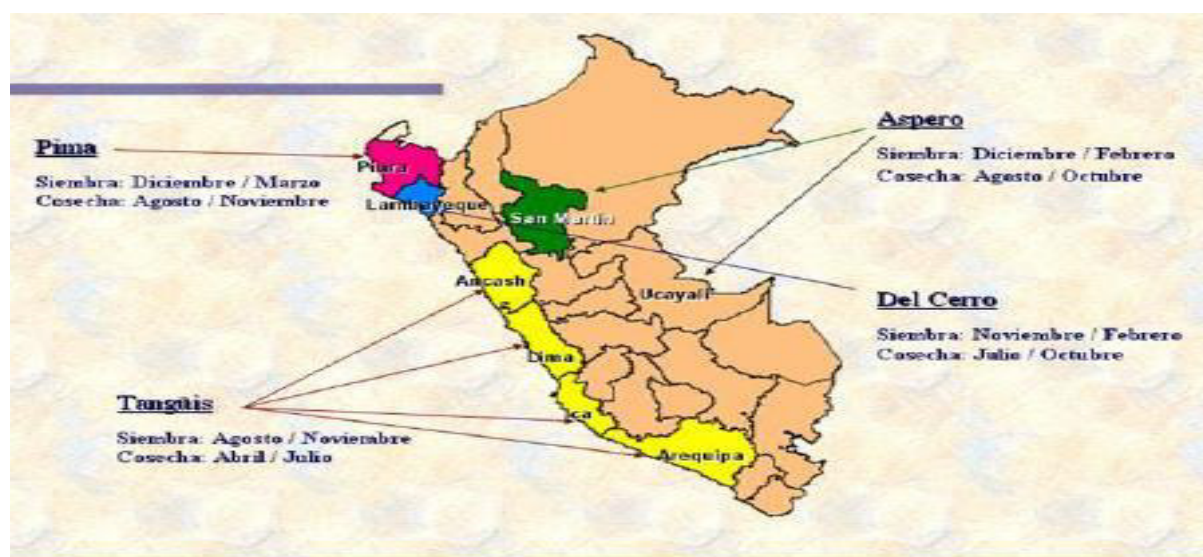 Pima
Siembra: Diciembre / Marzo
Cosecha: Agosto / Noviembre
Aspero
Siembra: Diciembre / Febrero
Cosecha: Agosto / Octubre
Piura
Lambayeque
San Martín
Ancash
Ucayali
Lima
Ica
Arequipa
Del Cerro
Siembra: Noviembre / Febrero
Cosecha: Julio / Octubre
Tangüis
Siembra: Agosto / Noviembre
Cosecha: Abril / Julio